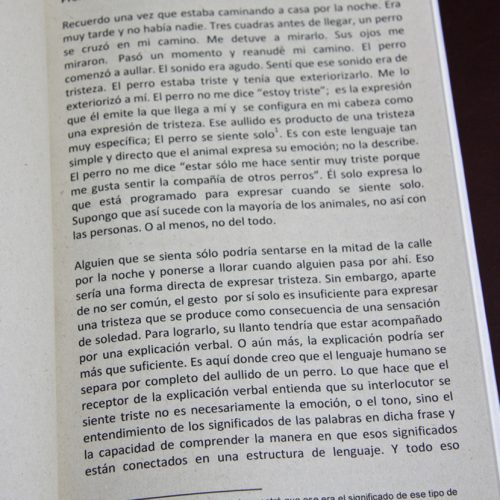 Recuerdo una vez que estaba caminando a casa por la noche. Era
muy tarde y no había nadie. Tres cuadras antes de llegar, un perro
se cruzó en mi camino. Me detuve a mirarlo. Sus ojos me
miraron. Pasó un momento y reanudé mi camino. El perro
comenzó a aullar. El sonido era agudo. Sentí que ese sonido era de
tristeza. El perro estaba triste y tenía que exteriorizarlo. Me lo
exteriorizó a mí. El perro no me dice “estoy triste”; es la expresión
que él emite la que llega a mí y se configura en mi cabeza como
una expresión de tristeza. Ese aullido es producto de una tristeza
muy específica; El perro se siente solo¹. Es con este lenguaje tan
simple y directo que el animal expresa su emoción; no la describe.
El perro no me dice “estar sólo me hace sentir muy triste porque
me gusta sentir la compañía de otros perros”. Él solo expresa lo
que está programado para expresar cuando se siente solo.
Supongo que así sucede con la mayoría de los animales, no así con
las personas. O al menos, no del todo.
Alguien que se sienta sólo podría sentarse en la mitad de la calle
por la noche y ponerse a llorar cuando alguien pasa por ahí. Eso
sería una forma directa de expresar tristeza. Sin embargo, aparte
de no ser común, el gesto por sí solo es insuficiente para expresar
una tristeza que se produce como consecuencia de una sensación
de soledad. Para lograrlo, su llanto tendría que estar acompañado
por una explicación verbal. O aún más, la explicación podría ser
más que suficiente. Es aquí donde creo que el lenguaje humano se
separa por completo del aullido de un perro. Lo que hace que el
receptor de la explicación verbal entienda que su interlocutor se
siente triste no es necesariamente la emoción, o el tono, sino el
entendimiento de los significados de las palabras en dicha frase y
la capacidad de comprender la manera en que esos significados
están conectados en una estructura de lenguaje. Y todo eso
que ese era el significado de ese tipo de